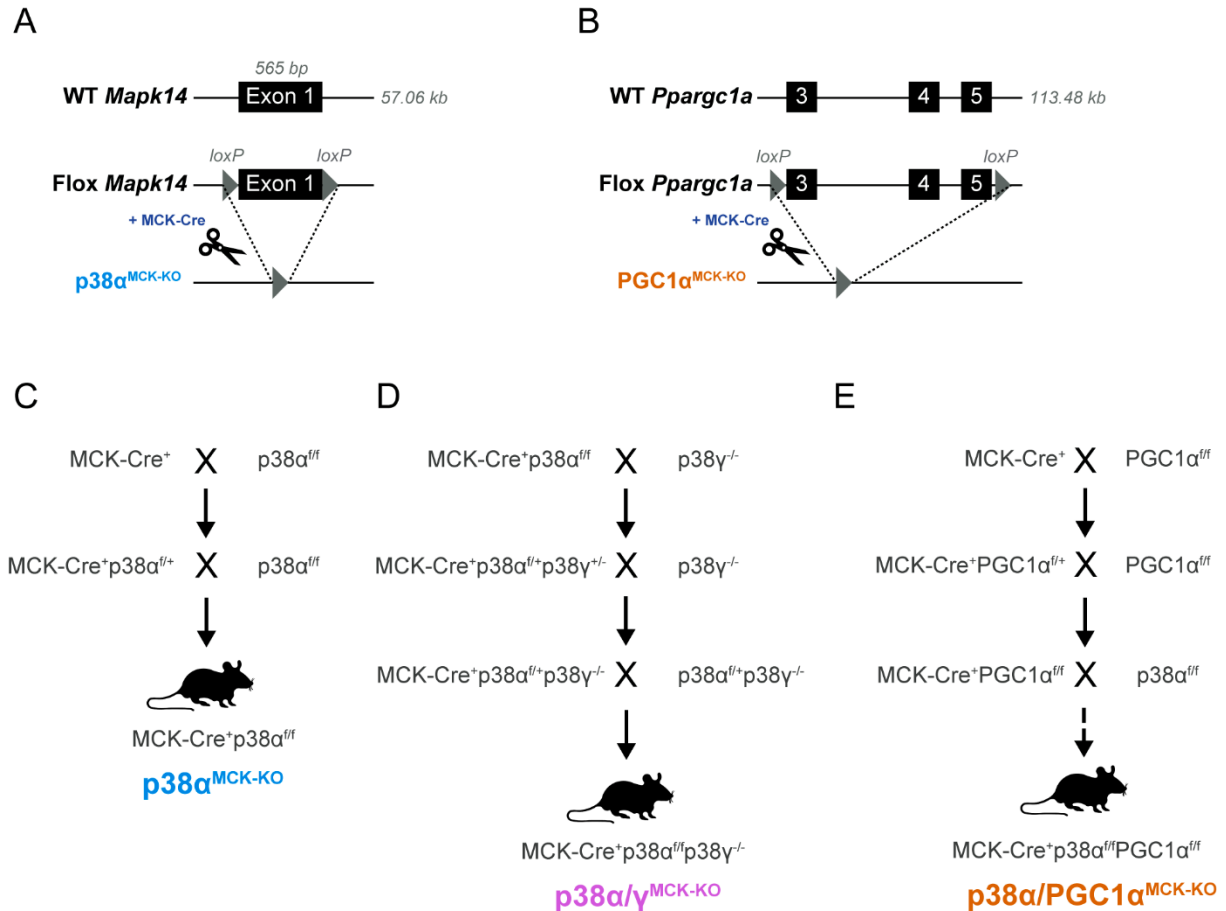 A
565 bp
WT Mapk14 Exon 1 57.06 kb
loxP loxP
Flox Mapk14 Exon 1
+ MCK-Cre
p38α^MCK-KO
B
WT Ppargc1a 3 4 5 113.48 kb
loxP loxP
Flox Ppargc1a 3 4 5
+ MCK-Cre
PGC1α^MCK-KO
C
MCK-Cre⁺ X p38α^f/f
MCK-Cre⁺p38α^f/+ X p38α^f/f
MCK-Cre⁺p38α^f/f
p38α^MCK-KO
D
MCK-Cre⁺p38α^f/f X p38γ^-/-
MCK-Cre⁺p38α^f/+p38γ^+/- X p38γ^-/-
MCK-Cre⁺p38α^f/+p38γ^-/- X p38α^f/+p38γ^-/-
MCK-Cre⁺p38α^f/fp38γ^-/-
p38α/γ^MCK-KO
E
MCK-Cre⁺ X PGC1α^f/f
MCK-Cre⁺PGC1α^f/+ X PGC1α^f/f
MCK-Cre⁺PGC1α^f/f X p38α^f/f
MCK-Cre⁺p38α^f/fPGC1α^f/f
p38α/PGC1α^MCK-KO